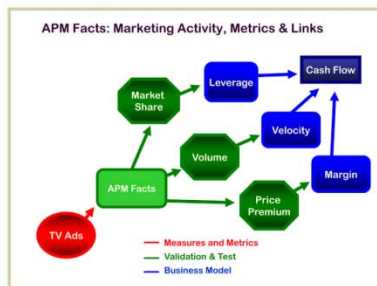 APM Facts: Marketing Activity, Metrics & Links
Cash Flow
Leverage
Market
Share
Velocity
Volume
Margin
APM Facts
Price
Premium
TV Ads
Measures and Metrics
Validation & Test
Business Model